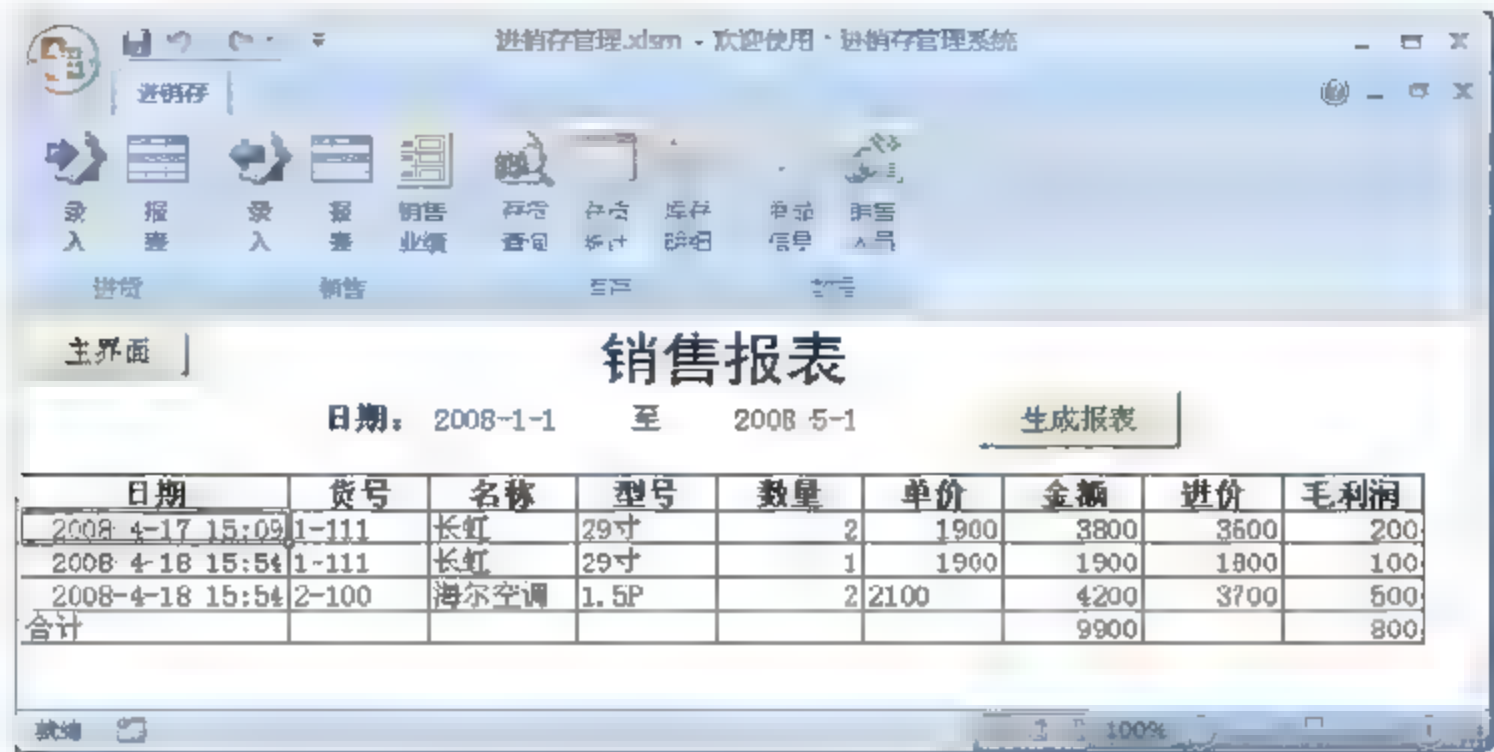 进销存管理.xlsm - 欢迎使用·进销存管理系统
进销存
录入 报表 录入 报表 销售业绩 存货查询 库存
进货 销售
主界面
销售报表
日期： 2008-1-1 至 2008-5-1 生成报表
日期 货号 名称 型号 数量 单价 金额 进价 毛利润
2008-4-17 15:09 1-111 长虹 29寸 2 1900 3800 3600 200
2008-4-18 15:54 1-111 长虹 29寸 1 1900 1900 1800 100
2008-4-18 15:54 2-100 海尔空调 1.5P 2 2100 4200 3700 500
合计 9900 800
就绪 100%